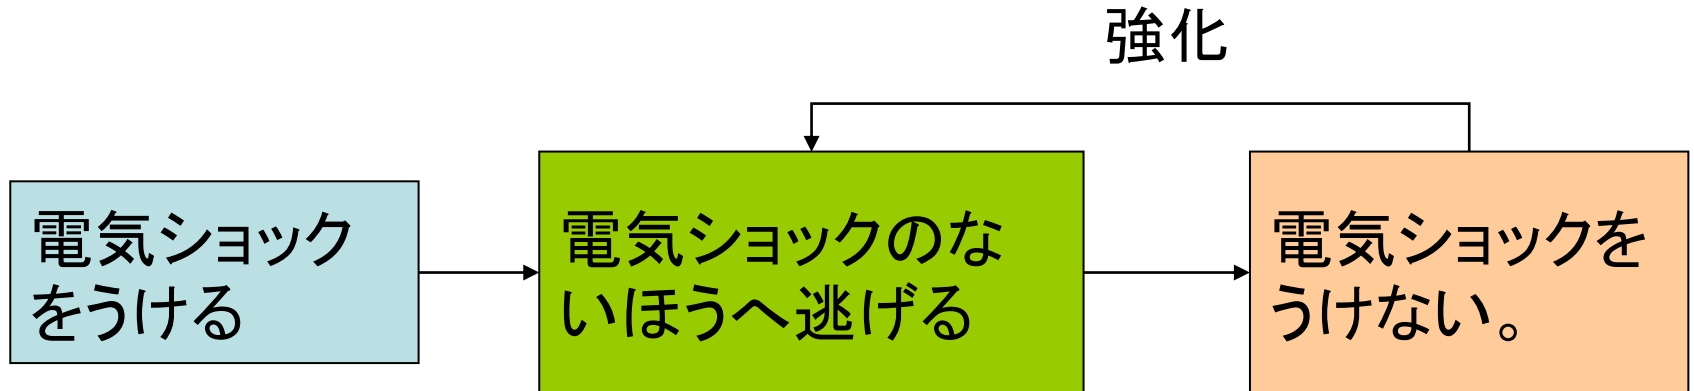 強化
電気ショック
をうける
電気ショックのな
いほうへ逃げる
電気ショックを
うけない。